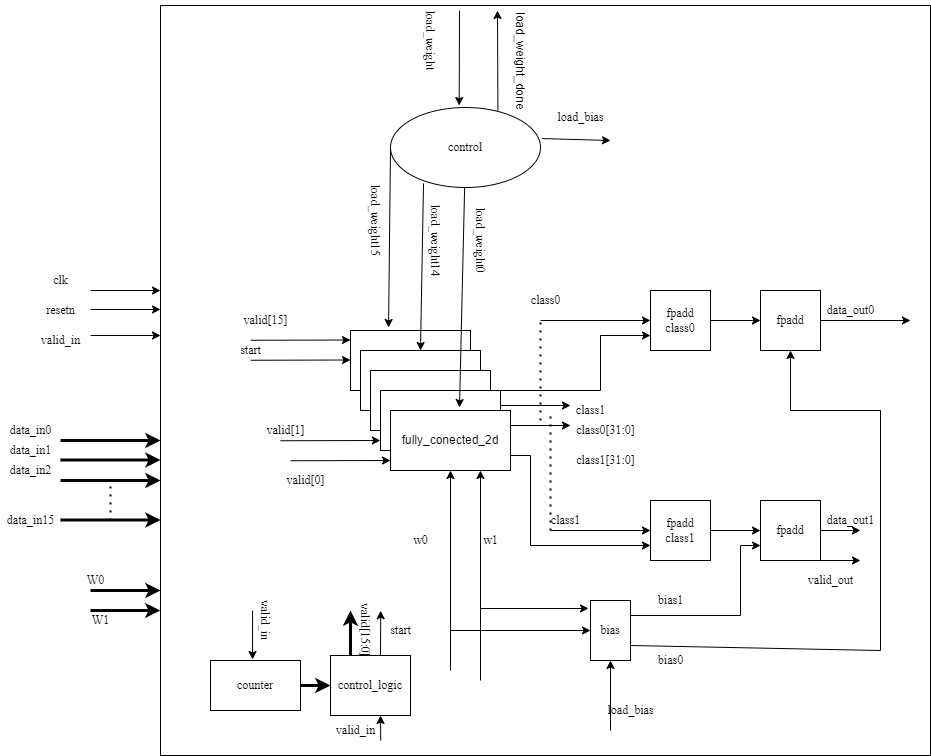 load_weight
load_weight_done
control
load_bias
load_weight15
load_weight14
load_weight0
clk
resetn
valid_in
valid[15]
start
class0
fpadd
class0
fpadd
data_out0
data_in0
data_in1
data_in2
data_in15
valid[1]
valid[0]
fully_conected_2d
class1
class0[31:0]
class1[31:0]
class1
fpadd
class1
fpadd
data_out1
valid_out
w0
w1
W0
W1
valid_in
valid[15:0]
start
bias
bias1
bias0
counter
control_logic
valid_in
load_bias